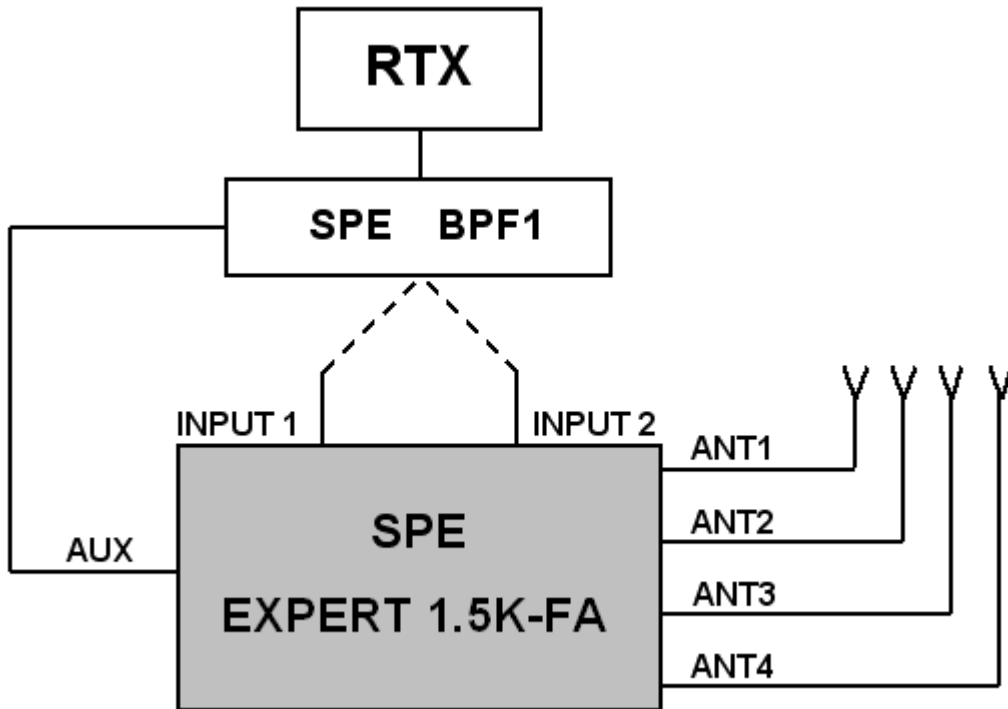 RTX
SPE BPF1
INPUT 1
INPUT 2
ANT1
SPE
ANT2
AUX
EXPERT 1.5K-FA
ANT3
ANT4